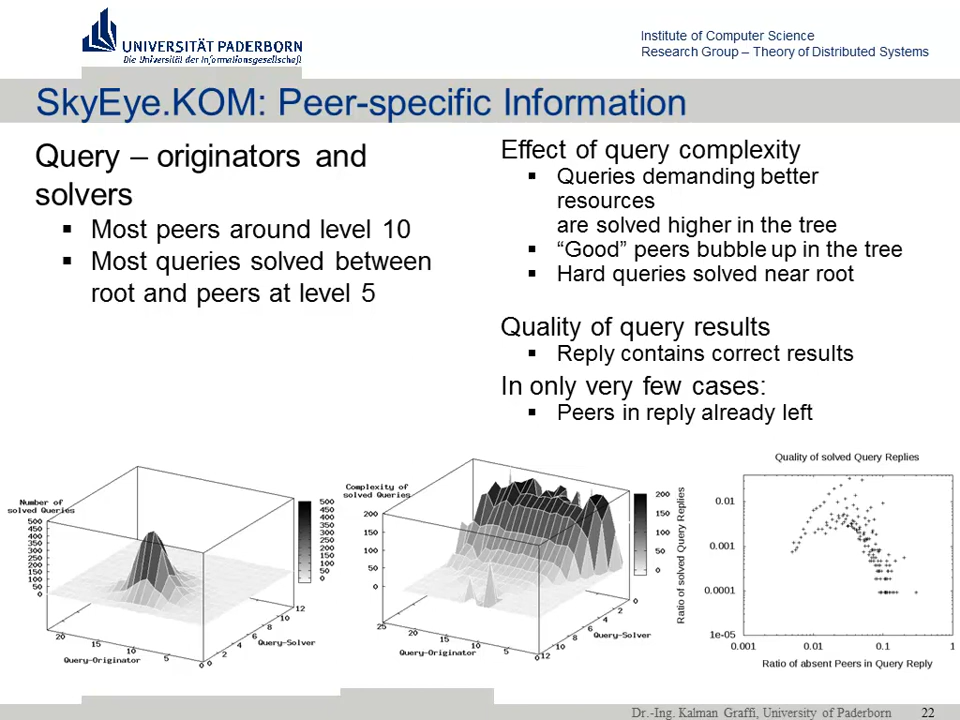 UNIVERSITÄT PADERBORN
Die Universität der Informationsgesellschaft
Institute of Computer Science
Research Group – Theory of Distributed Systems
SkyEye.KOM: Peer-specific Information
Query – originators and
solvers
▪ Most peers around level 10
▪ Most queries solved between
root and peers at level 5
Effect of query complexity
▪ Queries demanding better
resources
are solved higher in the tree
▪ “Good” peers bubble up in the tree
▪ Hard queries solved near root
Quality of query results
▪ Reply contains correct results
In only very few cases:
▪ Peers in reply already left
Number of
solved Queries
500
450
400
350
300
250
200
150
100
50
0
20
15
10
5
0
Query-Originator
0
2
4
6
8
10
12
Query-Solver
500
450
400
350
300
250
200
150
100
50
0
Complexity of
solved Queries
200
150
100
50
0
25
20
15
10
5
0
Query-Originator
12
10
8
6
4
2
0
Query-Solver
200
150
100
50
0
Quality of solved Query Replies
Ratio of solved Query Replies
0.01
0.001
0.0001
1e-05
0.001
0.01
0.1
1
Ratio of absent Peers in Query Reply
Dr.-Ing. Kalman Graffi, University of Paderborn
22